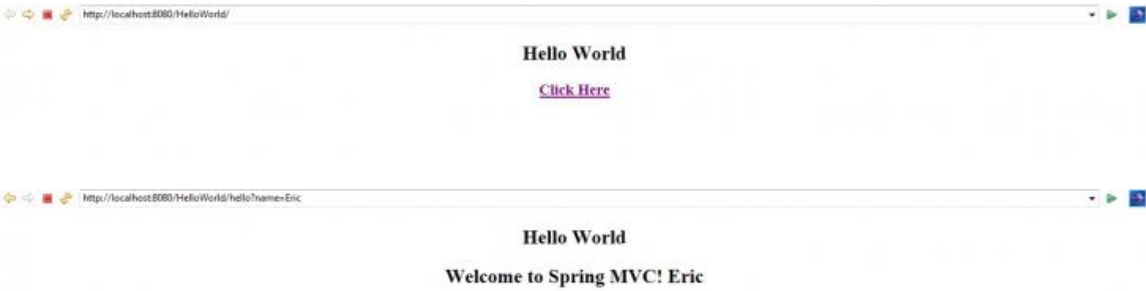 http://localhost:8080/HelloWorld/
Hello World
Click Here
http://localhost:8080/HelloWorld/hello?name=Eric
Hello World
Welcome to Spring MVC! Eric